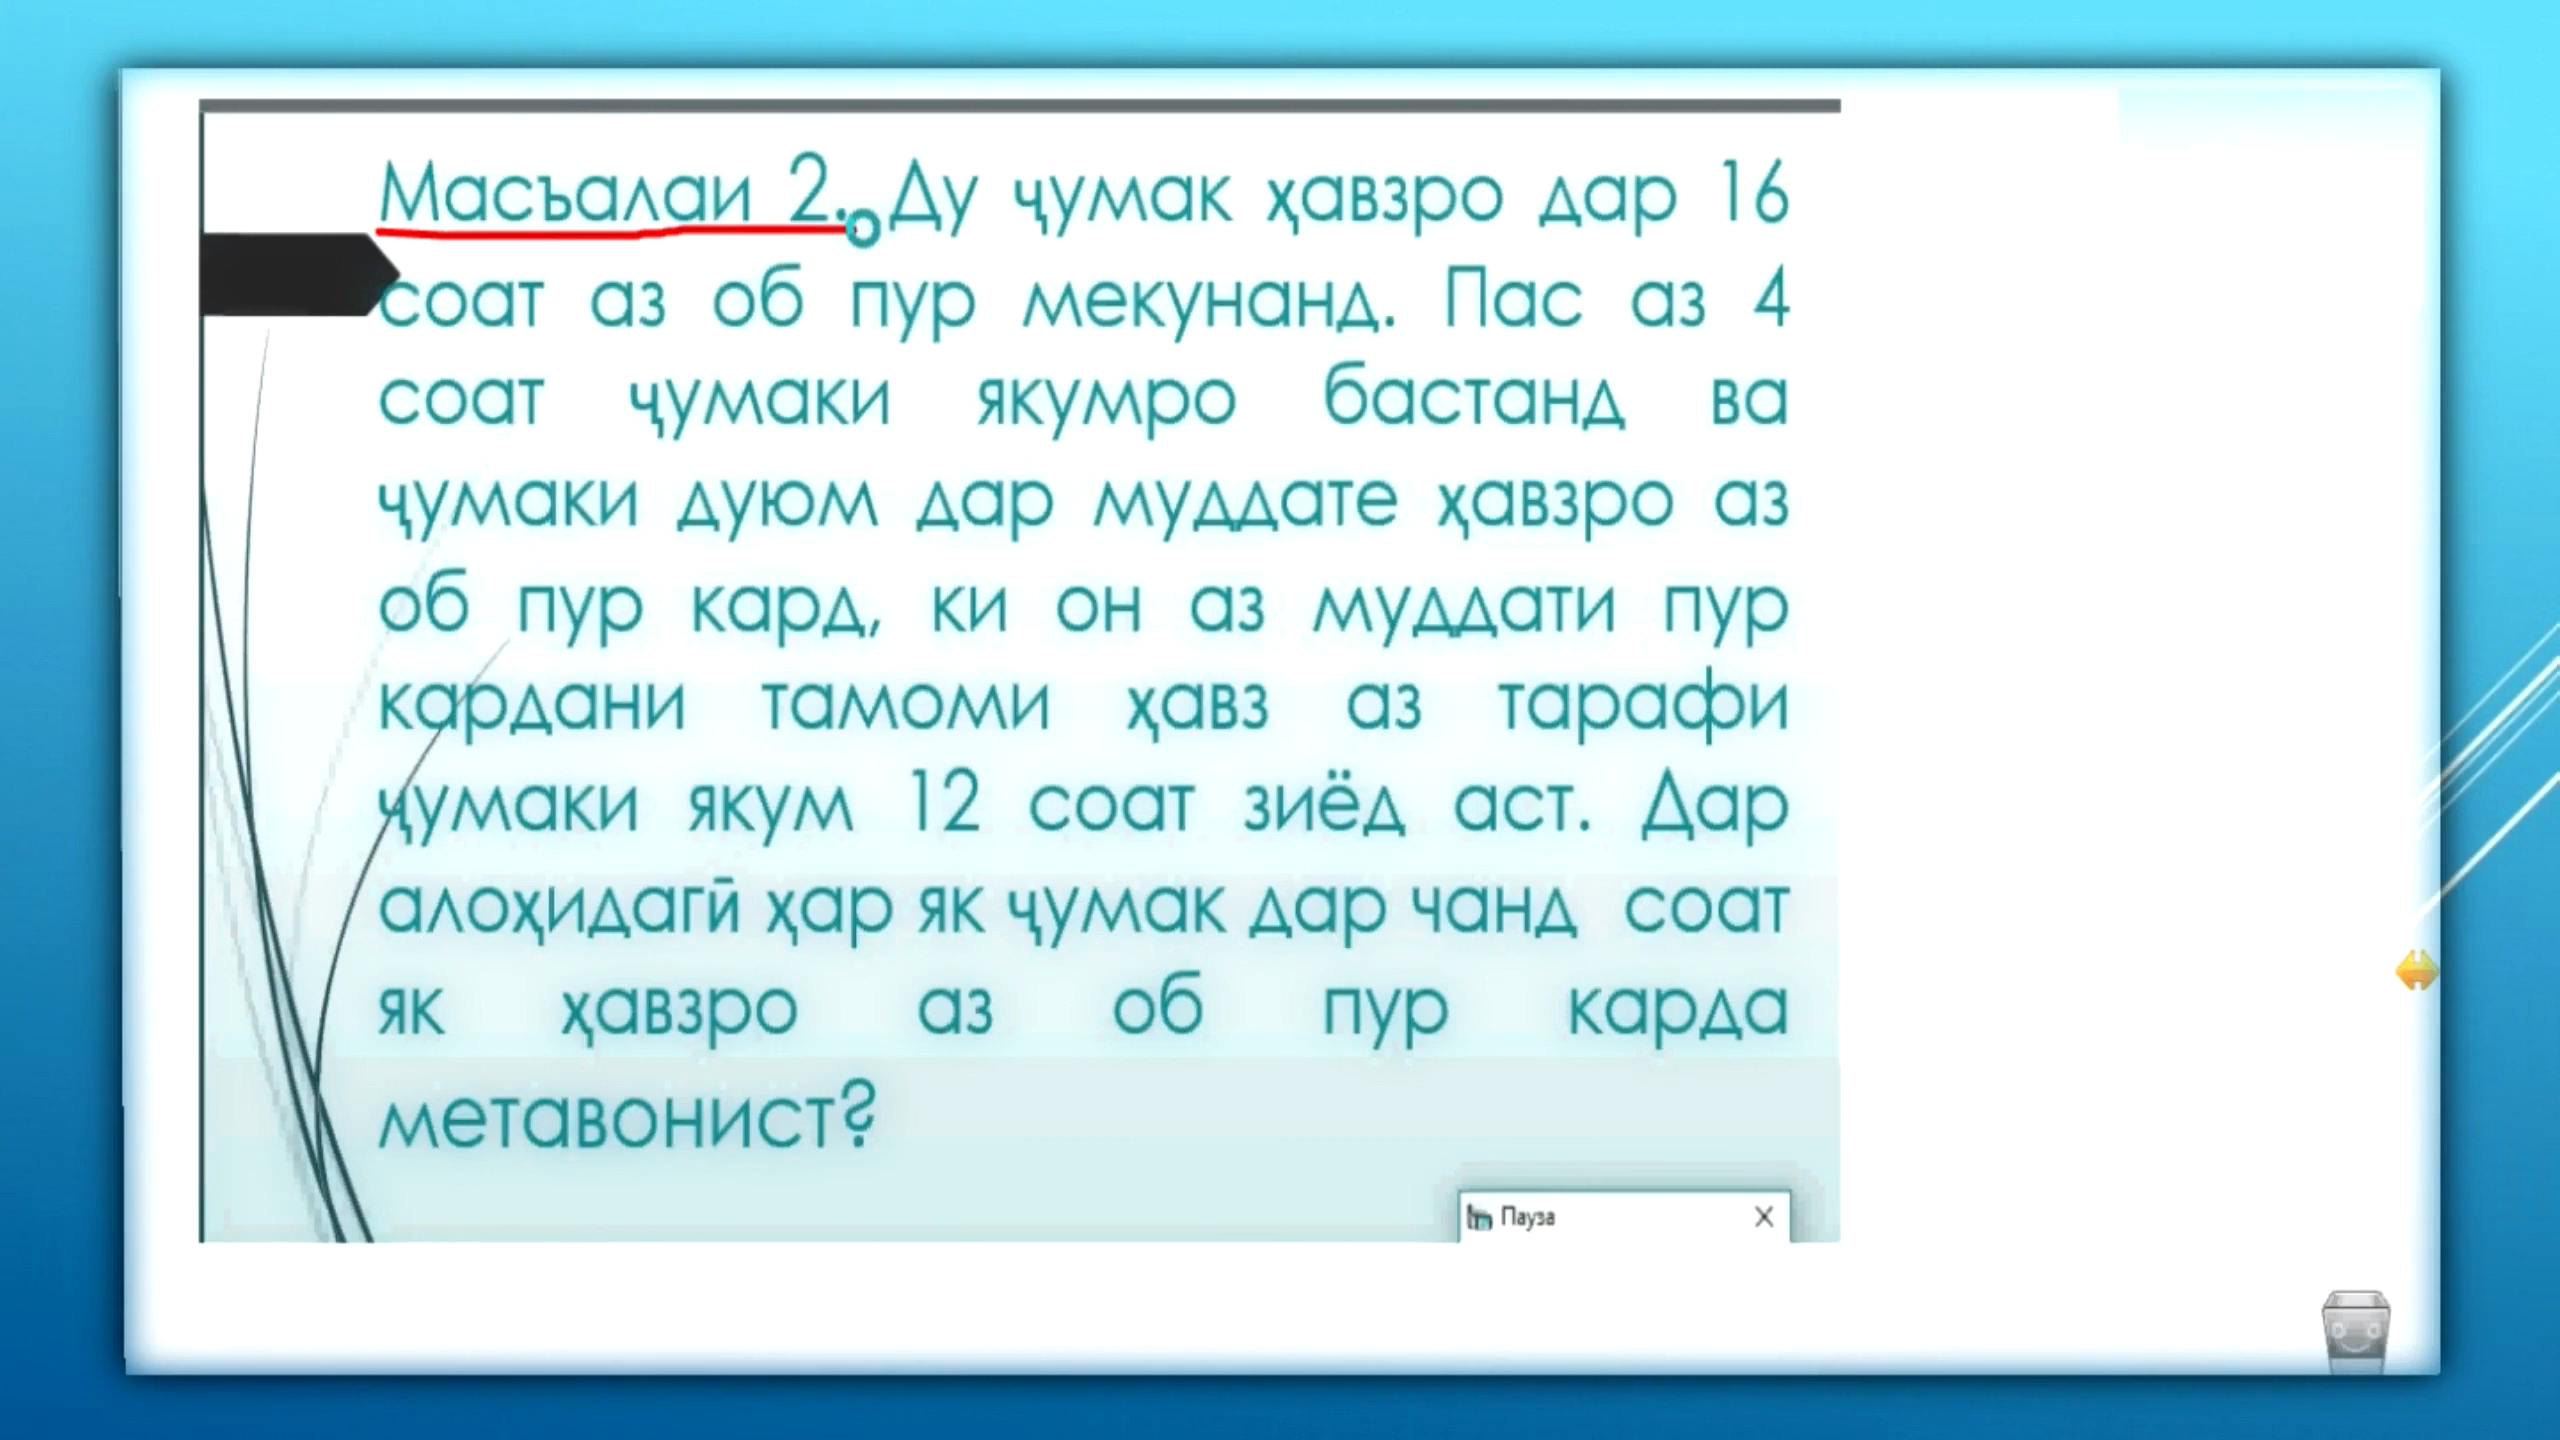 Масъалаи 2. Ду ҷумак ҳавзро дар 16
соат аз об пур мекунанд. Пас аз 4
соат ҷумаки якумро бастанд ва
ҷумаки дуюм дар муддате ҳавзро аз
об пур кард, ки он аз муддати пур
кардани тамоми ҳавз аз тарафи
ҷумаки якум 12 соат зиёд аст. Дар
алоҳидагӣ ҳар як ҷумак дар чанд соат
як ҳавзро аз об пур карда
метавонист?
Пауза